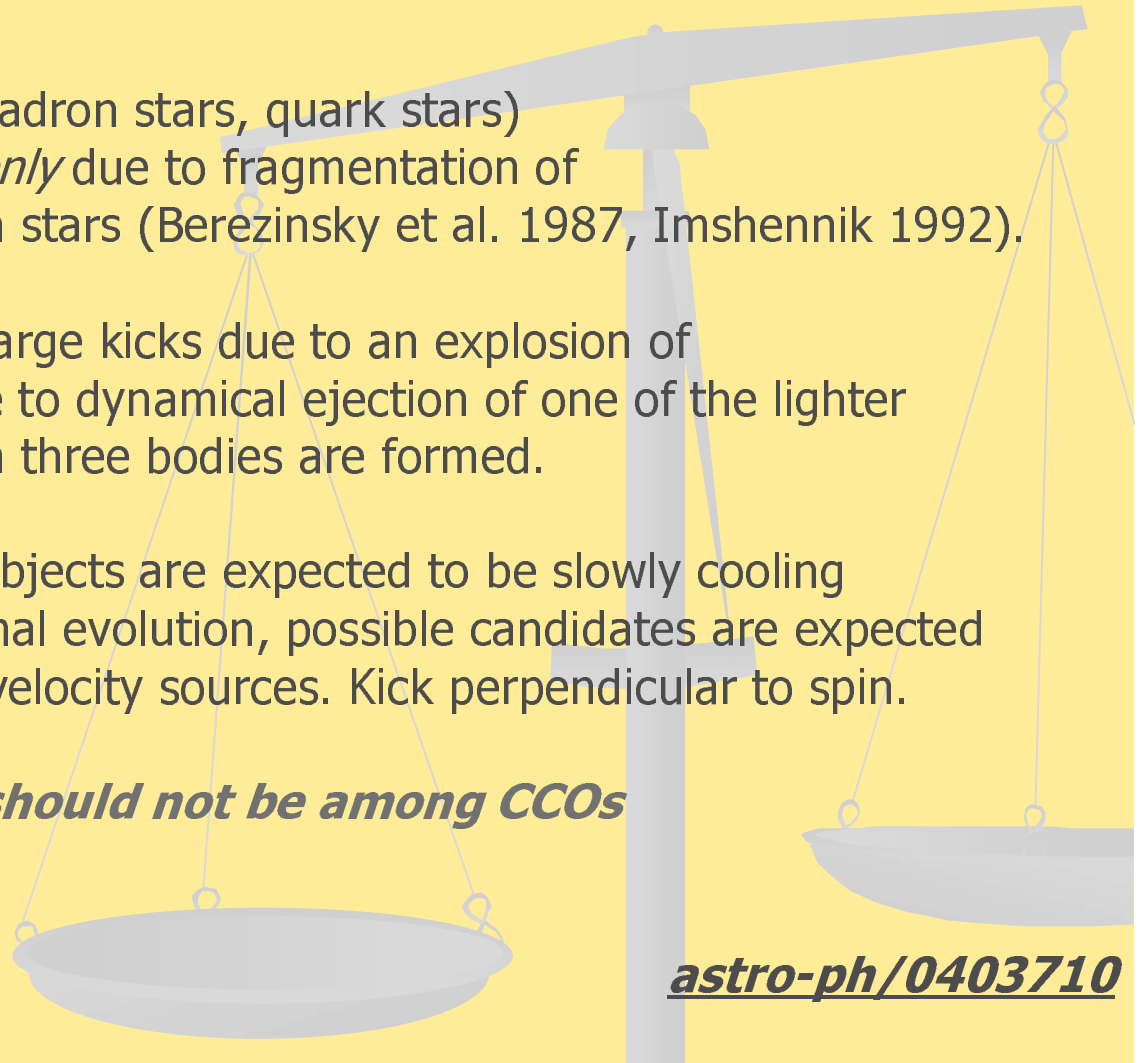 adron stars, quark stars)
nly due to fragmentation of
stars (Berezinsky et al. 1987, Imshennik 1992).
arge kicks due to an explosion of
to dynamical ejection of one of the lighter
three bodies are formed.
bjects are expected to be slowly cooling
nal evolution, possible candidates are expected
velocity sources. Kick perpendicular to spin.
should not be among CCOs
astro-ph/0403710